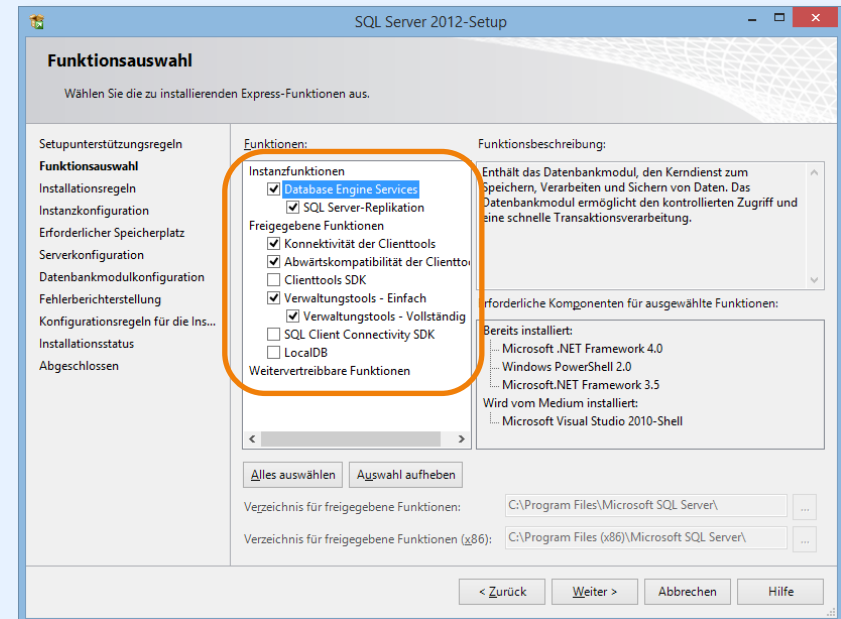 SQL Server 2012-Setup
Funktionsauswahl
Wählen Sie die zu installierenden Express-Funktionen aus.
Setupunterstützungsregeln
Funktionsauswahl
Installationsregeln
Instanzkonfiguration
Erforderlicher Speicherplatz
Serverkonfiguration
Datenbankmodulkonfiguration
Fehlerberichterstellung
Konfigurationsregeln für die Ins...
Installationsstatus
Abgeschlossen
Funktionen:
Instanzfunktionen
Database Engine Services
SQL Server-Replikation
Freigegebene Funktionen
Konnektivität der Clienttools
Abwärtskompatibilität der Clientto
Clienttools SDK
Verwaltungstools - Einfach
Verwaltungstools - Vollständig
SQL Client Connectivity SDK
LocalDB
Weitervertreibbare Funktionen
Funktionsbeschreibung:
Enthält das Datenbankmodul, den Kerndienst zum
Speichern, Verarbeiten und Sichern von Daten. Das
Datenbankmodul ermöglicht den kontrollierten Zugriff und
eine schnelle Transaktionsverarbeitung.
Erforderliche Komponenten für ausgewählte Funktionen:
Bereits installiert:
Microsoft .NET Framework 4.0
Windows PowerShell 2.0
Microsoft.NET Framework 3.5
Wird vom Medium installiert:
Microsoft Visual Studio 2010-Shell
Alles auswählen Auswahl aufheben
Verzeichnis für freigegebene Funktionen: C:\Program Files\Microsoft SQL Server\ ...
Verzeichnis für freigegebene Funktionen (x86): C:\Program Files (x86)\Microsoft SQL Server\ ...
< Zurück Weiter > Abbrechen Hilfe